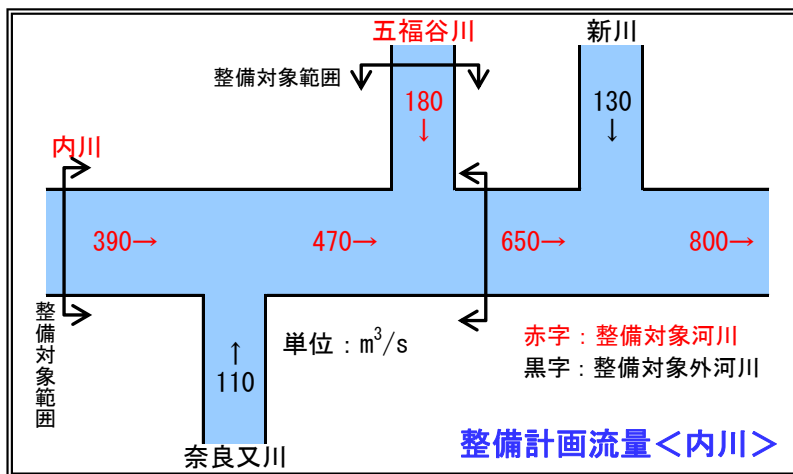 五福谷川
新川
整備対象範囲
180
↓
130
↓
内川
390→
470→
650→
800→
整備対象範囲
↑
110
単位：m³/s
赤字：整備対象河川
黒字：整備対象外河川
奈良又川
整備計画流量＜内川＞